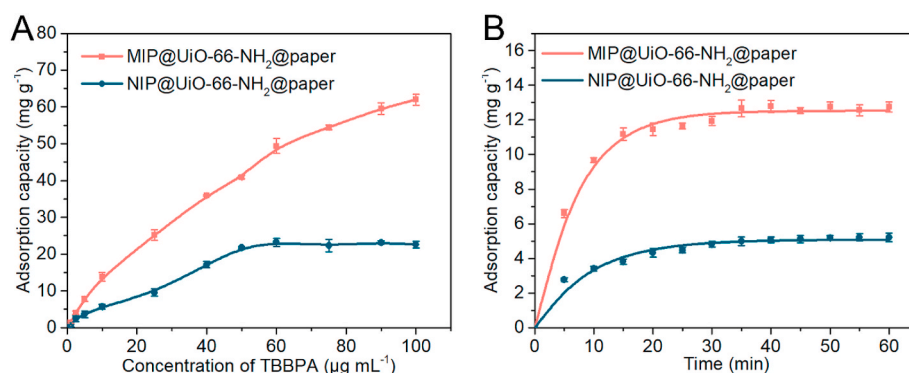 A
MIP@UiO-66-NH₂@paper
NIP@UiO-66-NH₂@paper
Adsorption capacity (mg g⁻¹)
80
70
60
50
40
30
20
10
0
0 20 40 60 80 100
Concentration of TBBPA (µg mL⁻¹)
B
MIP@UiO-66-NH₂@paper
NIP@UiO-66-NH₂@paper
Adsorption capacity (mg g⁻¹)
16
14
12
10
8
6
4
2
0
0 10 20 30 40 50 60
Time (min)